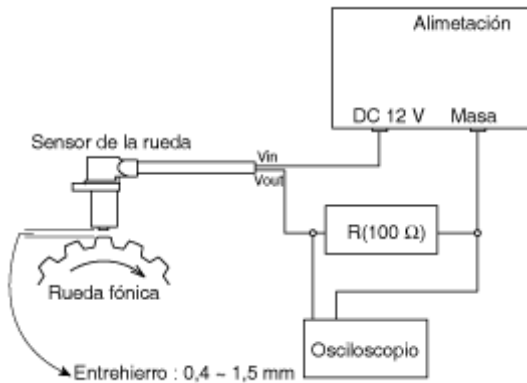 Alimetación
DC 12 V Masa
Sensor de la rueda
Vin
Vout
R(100 Ω)
Rueda fónica
Osciloscopio
Entrehierro : 0,4 ~ 1,5 mm